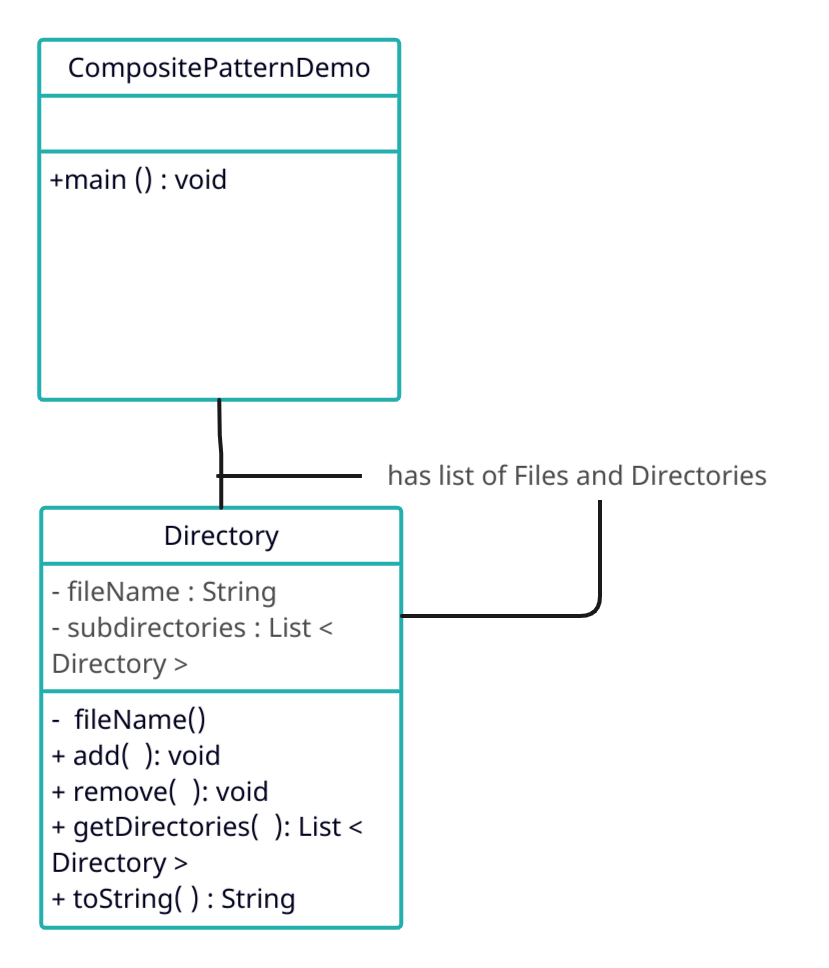 CompositePatternDemo
+main () : void
has list of Files and Directories
Directory
- fileName : String
- subdirectories : List <
Directory >
-  fileName()
+ add(  ): void
+ remove(  ): void
+ getDirectories(  ): List <
Directory >
+ toString( ) : String